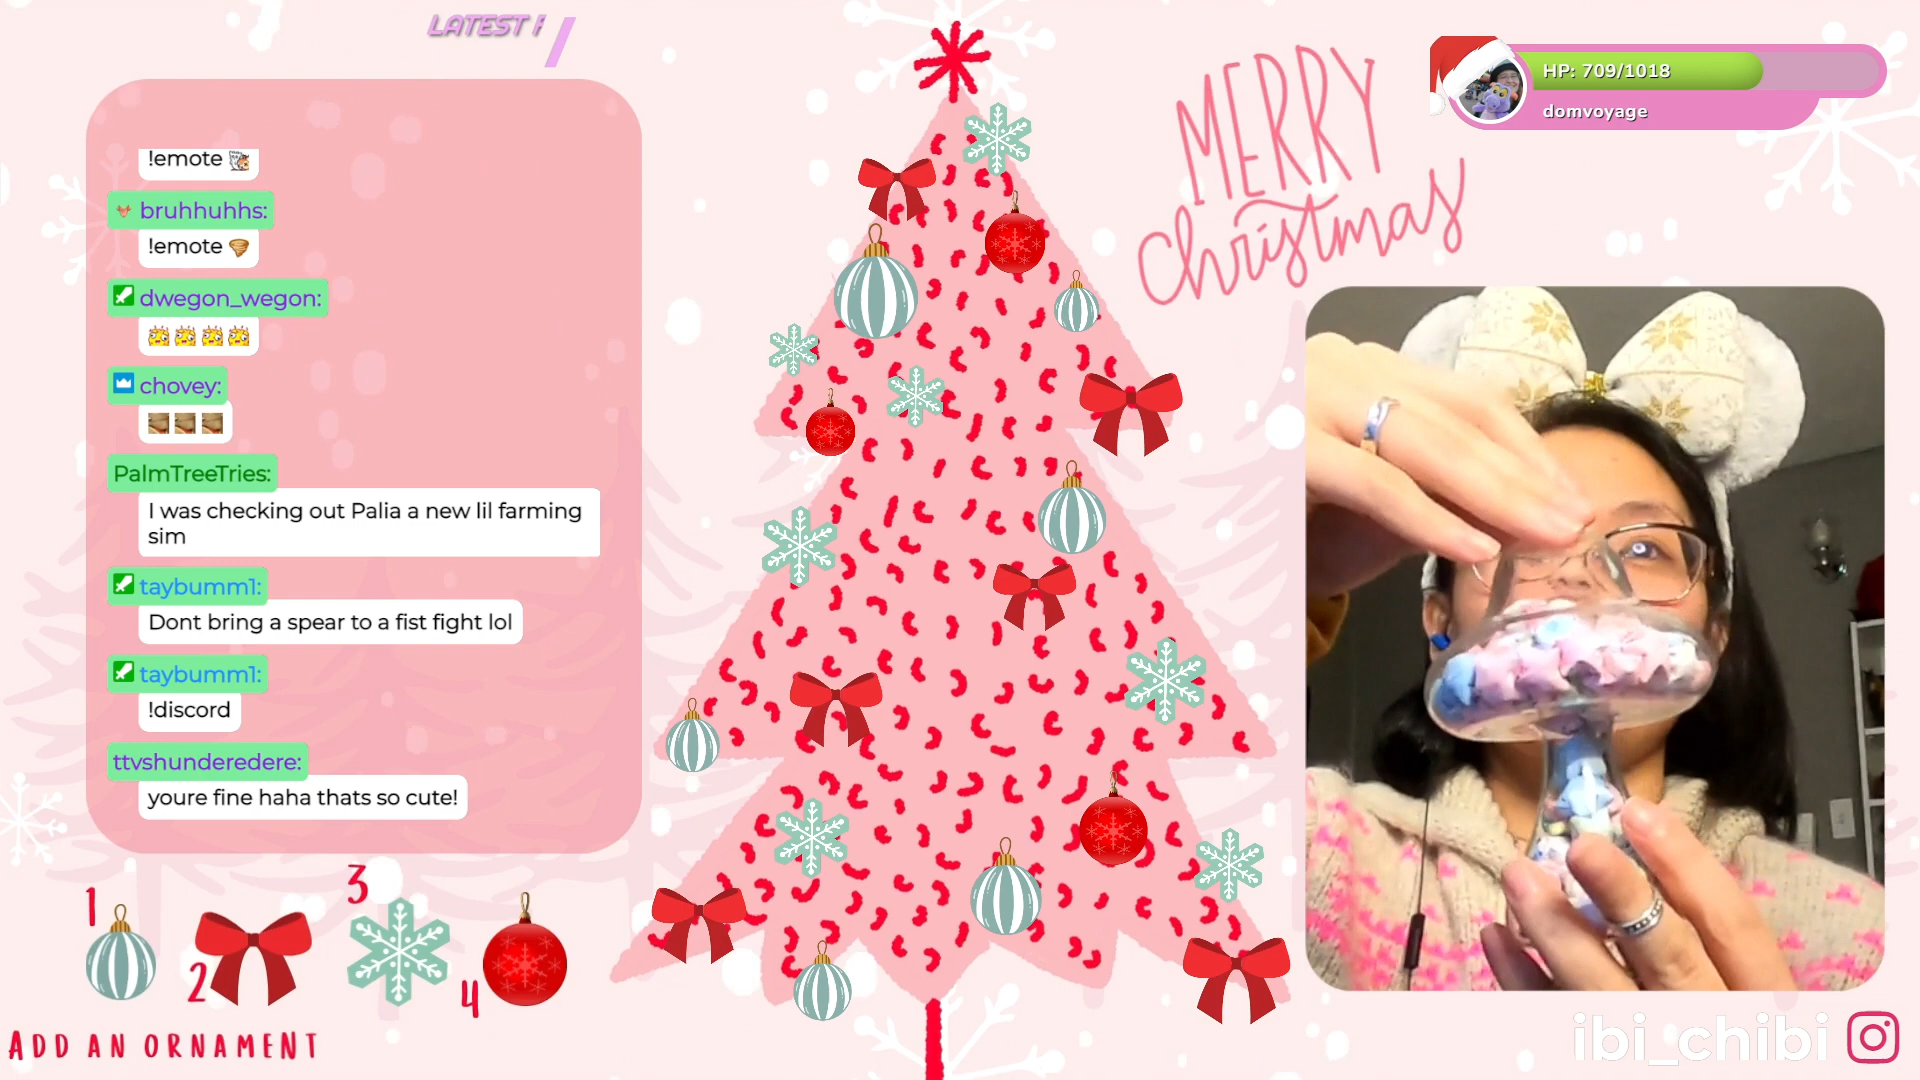 LATEST F
!emote
bruhhuhhs:
!emote
dwegon_wegon:
chovey:
PalmTreeTries:
I was checking out Palia a new lil farming
sim
taybumm1:
Dont bring a spear to a fist fight lol
taybumm1:
!discord
ttvshunderedere:
youre fine haha thats so cute!
1
2
3
4
ADD AN ORNAMENT
MERRY
christmas
HP: 709/1018
domvoyage
ibi_chibi